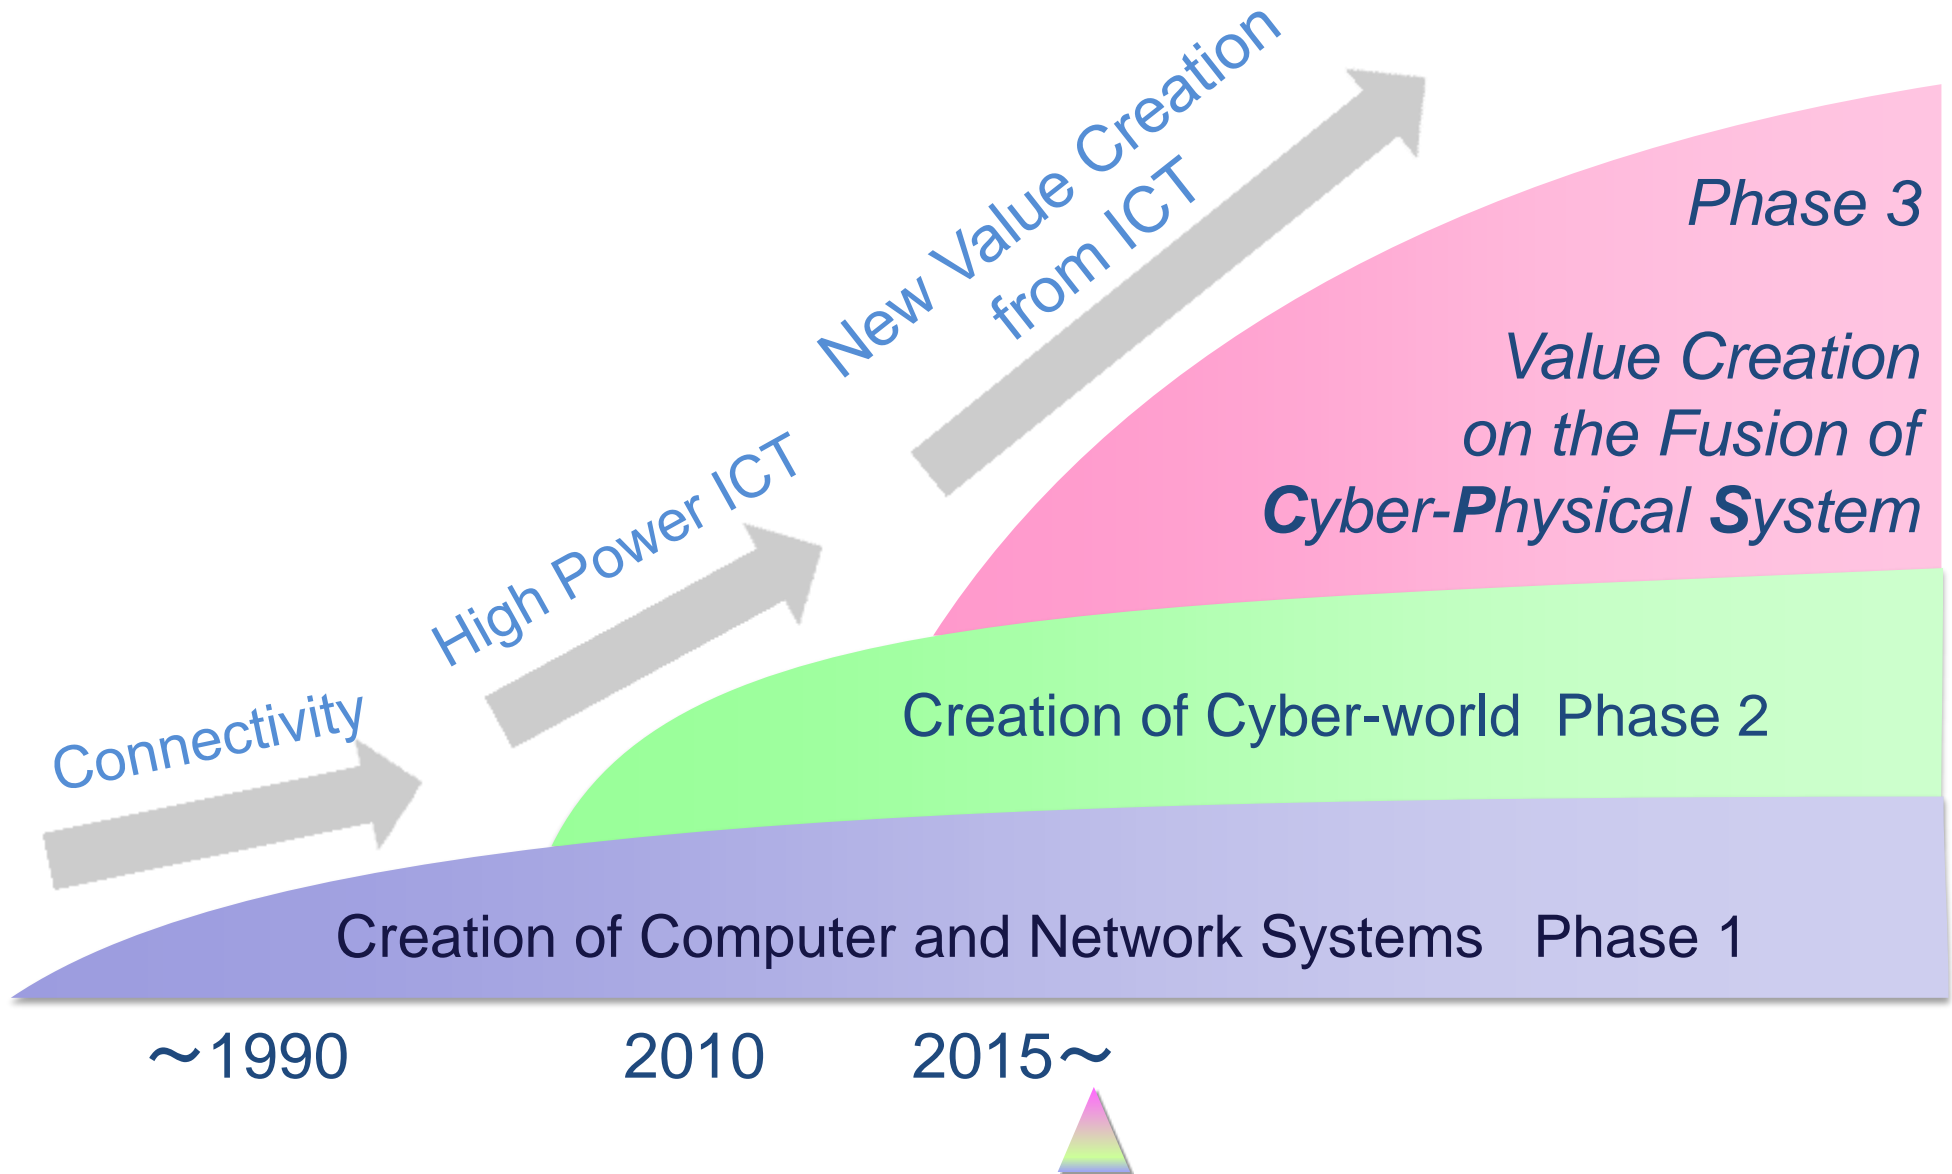 New Value Creation
from ICT
Phase 3
Value Creation
on the Fusion of
Cyber-Physical System
High Power ICT
Connectivity
Creation of Cyber-world Phase 2
Creation of Computer and Network Systems Phase 1
～1990 2010 2015～